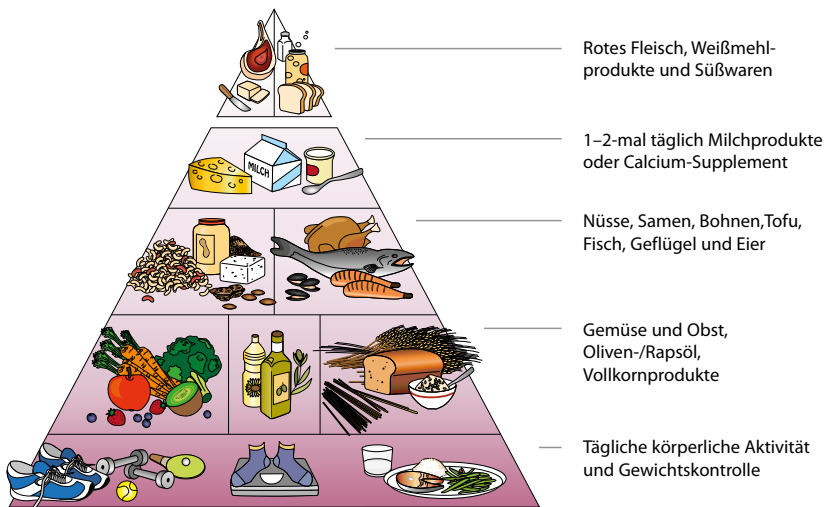 Rotes Fleisch, Weißmehl-
produkte und Süßwaren
1–2-mal täglich Milchprodukte
oder Calcium-Supplement
MILCH
Nüsse, Samen, Bohnen,Tofu,
Fisch, Geflügel und Eier
Gemüse und Obst,
Oliven-/Rapsöl,
Vollkornprodukte
Tägliche körperliche Aktivität
und Gewichtskontrolle